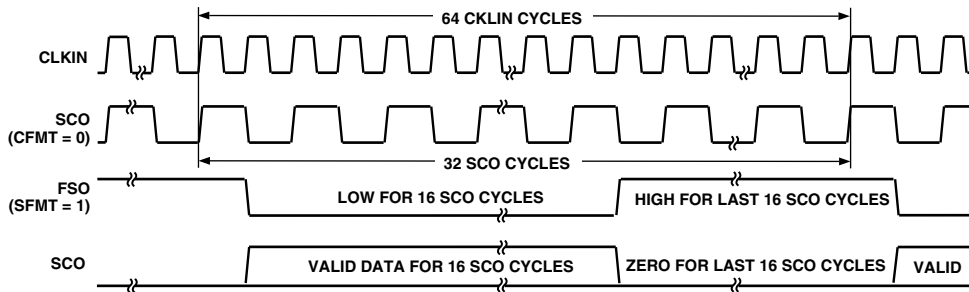 64 CKLIN CYCLES
CLKIN
SCO
(CFMT = 0)
32 SCO CYCLES
FSO
(SFMT = 1)
LOW FOR 16 SCO CYCLES
HIGH FOR LAST 16 SCO CYCLES
SCO
VALID DATA FOR 16 SCO CYCLES
ZERO FOR LAST 16 SCO CYCLES
VALID